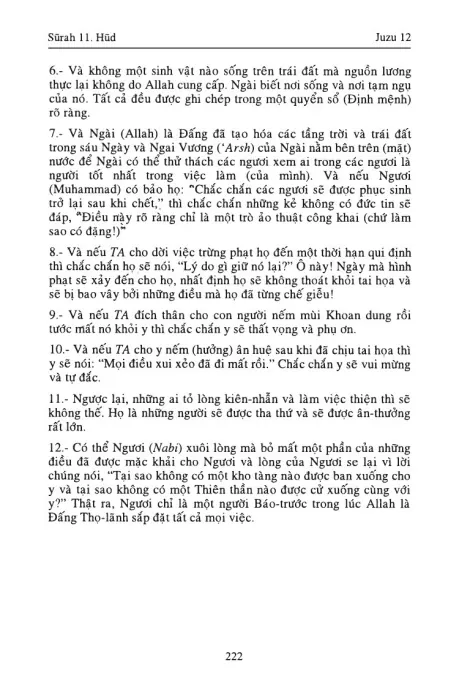 Sūrah 11. Hūd Juzu 12
6.- Và không một sinh vật nào sống trên trái đất mà nguồn lương
thực lại không do Allah cung cấp. Ngài biết nơi sống và nơi tạm ngụ
của nó. Tất cả đều được ghi chép trong một quyển sổ (Định mệnh)
rõ ràng.
7.- Và Ngài (Allah) là Đấng đã tạo hóa các tầng trời và trái đất
trong sáu Ngày và Ngai Vương (‘Arsh) của Ngài nằm bên trên (mặt)
nước để Ngài có thể thử thách các ngươi xem ai trong các ngươi là
người tốt nhất trong việc làm (của mình). Và nếu Ngươi
(Muhammad) có bảo họ: “Chắc chắn các ngươi sẽ được phục sinh
trở lại sau khi chết,” thì chắc chắn những kẻ không có đức tin sẽ
đáp, “Điều này rõ ràng chỉ là một trò ảo thuật công khai (chứ làm
sao có đặng!)”
8.- Và nếu TA cho dời việc trừng phạt họ đến một thời hạn qui định
thì chắc chắn họ sẽ nói, “Lý do gì giữ nó lại?” Ô này! Ngày mà hình
phạt sẽ xảy đến cho họ, nhất định họ sẽ không thoát khỏi tai họa và
sẽ bị bao vây bởi những điều mà họ đã từng chế giễu!
9.- Và nếu TA đích thân cho con người nếm mùi Khoan dung rồi
tước mất nó khỏi y thì chắc chắn y sẽ thất vọng và phụ ơn.
10.- Và nếu TA cho y nếm (hưởng) ân huệ sau khi đã chịu tai họa thì
y sẽ nói: “Mọi điều xui xẻo đã đi mất rồi.” Chắc chắn y sẽ vui mừng
và tự đắc.
11.- Ngược lại, những ai tỏ lòng kiên-nhẫn và làm việc thiện thì sẽ
không thế. Họ là những người sẽ được tha thứ và sẽ được ân-thưởng
rất lớn.
12.- Có thể Ngươi (Nabi) xuôi lòng mà bỏ mất một phần của những
điều đã được mặc khải cho Ngươi và lòng của Ngươi se lại vì lời
chúng nói, “Tại sao không có một kho tàng nào được ban xuống cho
y và tại sao không có một Thiên thần nào được cử xuống cùng với
y?” Thật ra, Ngươi chỉ là một người Báo-trước trong lúc Allah là
Đấng Thọ-lãnh sắp đặt tất cả mọi việc.
222